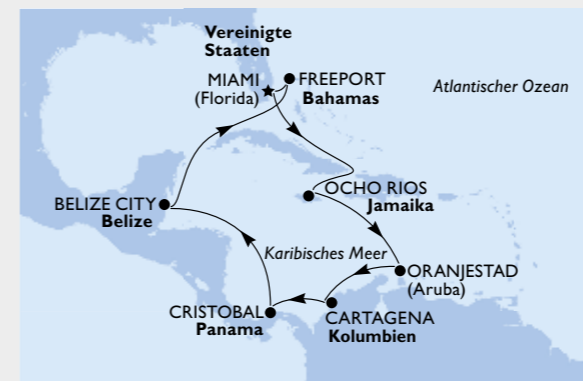 Vereinigte
Staaten
MIAMI
(Florida)
FREEPORT
Bahamas
Atlantischer Ozean
OCHO RIOS
Jamaika
BELIZE CITY
Belize
Karibisches Meer
ORANJESTAD
(Aruba)
CRISTOBAL
Panama
CARTAGENA
Kolumbien